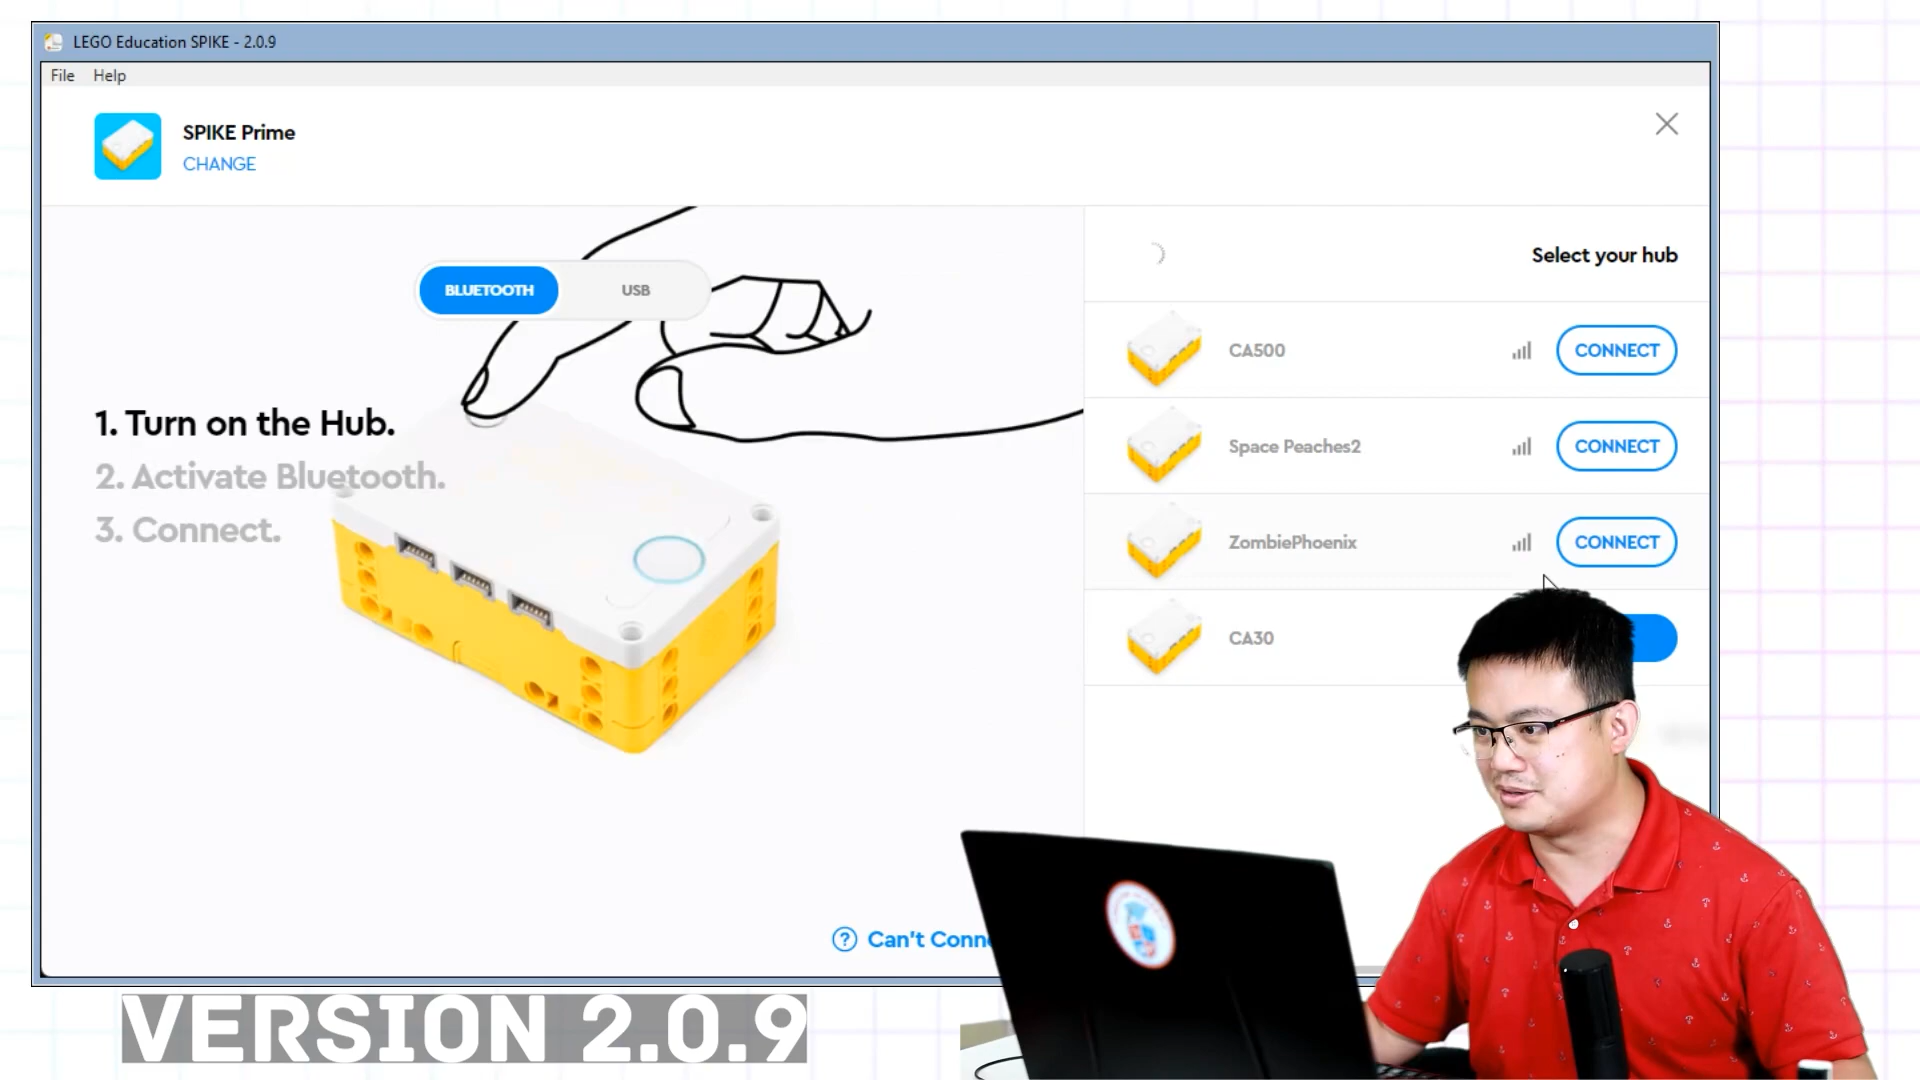 LEGO Education SPIKE - 2.0.9
File Help
SPIKE Prime
CHANGE
BLUETOOTH USB
Select your hub
CA500 CONNECT
Space Peaches2 CONNECT
ZombiePhoenix CONNECT
CA30
1. Turn on the Hub.
2. Activate Bluetooth.
3. Connect.
? Can't Conne
VERSION 2.0.9